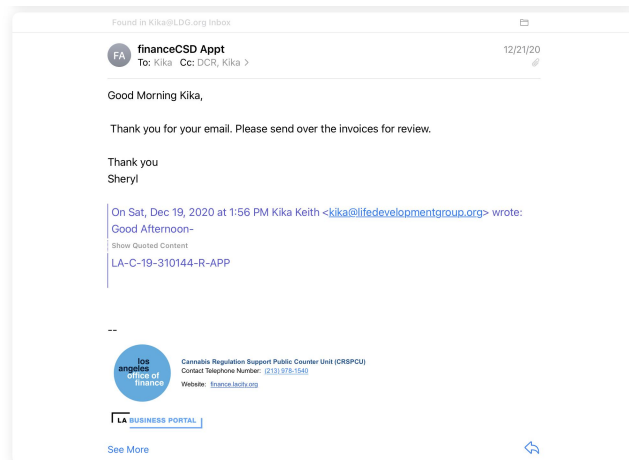 Found in Kika@LDG.org Inbox
FA
financeCSD Appt
12/21/20
To: Kika Cc: DCR, Kika >
Good Morning Kika,
Thank you for your email. Please send over the invoices for review.
Thank you
Sheryl
On Sat, Dec 19, 2020 at 1:56 PM Kika Keith <kika@lifedevelopmentgroup.org> wrote:
Good Afternoon-
Show Quoted Content
LA-C-19-310144-R-APP
--
los
angeles
office of
finance
Cannabis Regulation Support Public Counter Unit (CRSPCU)
Contact Telephone Number: (213) 978-1540
Website: finance.lacity.org
LA BUSINESS PORTAL
See More